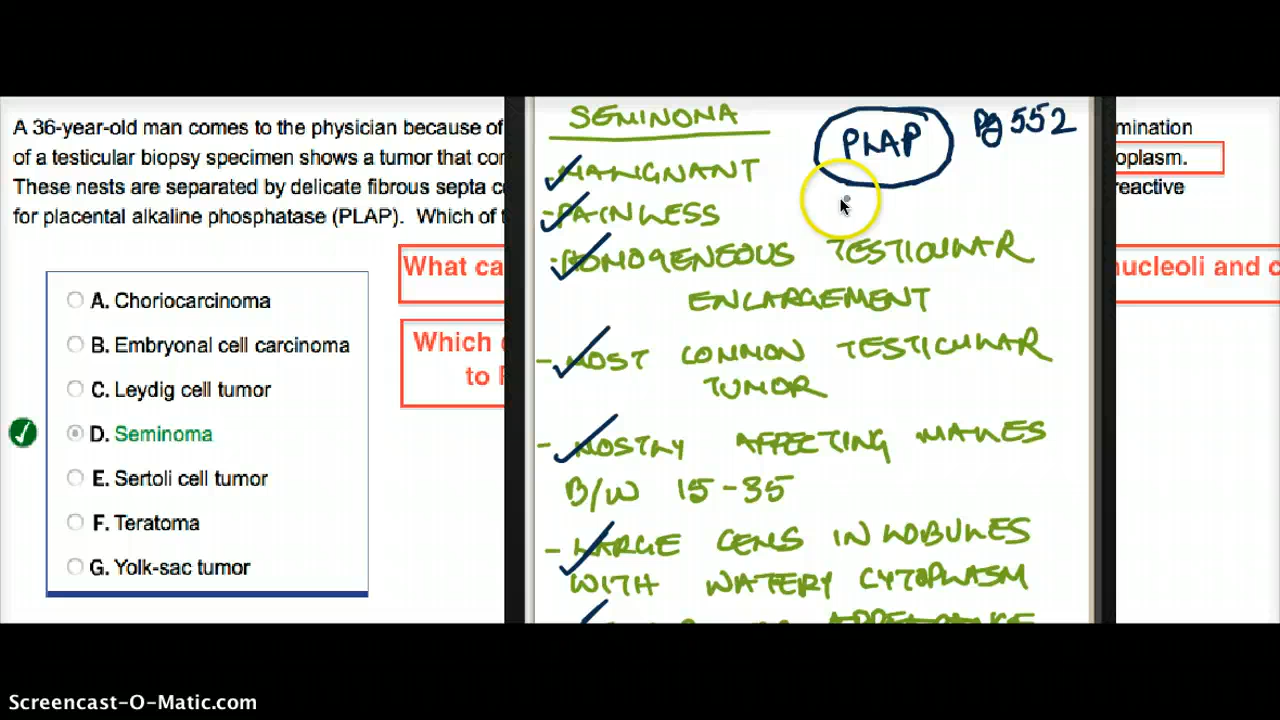 A 36-year-old man comes to the physician because of
of a testicular biopsy specimen shows a tumor that con
These nests are separated by delicate fibrous septa c
for placental alkaline phosphatase (PLAP). Which of t
mination
oplasm.
reactive
What ca
nucleoli and c
Which
to
A. Choriocarcinoma
B. Embryonal cell carcinoma
C. Leydig cell tumor
D. Seminoma
E. Sertoli cell tumor
F. Teratoma
G. Yolk-sac tumor
SEMINOMA
PLAP
Pg 552
- MALIGNANT
- PAINLESS
- HOMOGENEOUS TESTICULAR
ENLARGEMENT
- MOST COMMON TESTICULAR
TUMOR
- MOSTLY AFFECTING MALES
B/W 15-35
- LARGE CELLS IN LOBULES
WITH WATERY CYTOPLASM
APPEARANCE
Screencast-O-Matic.com